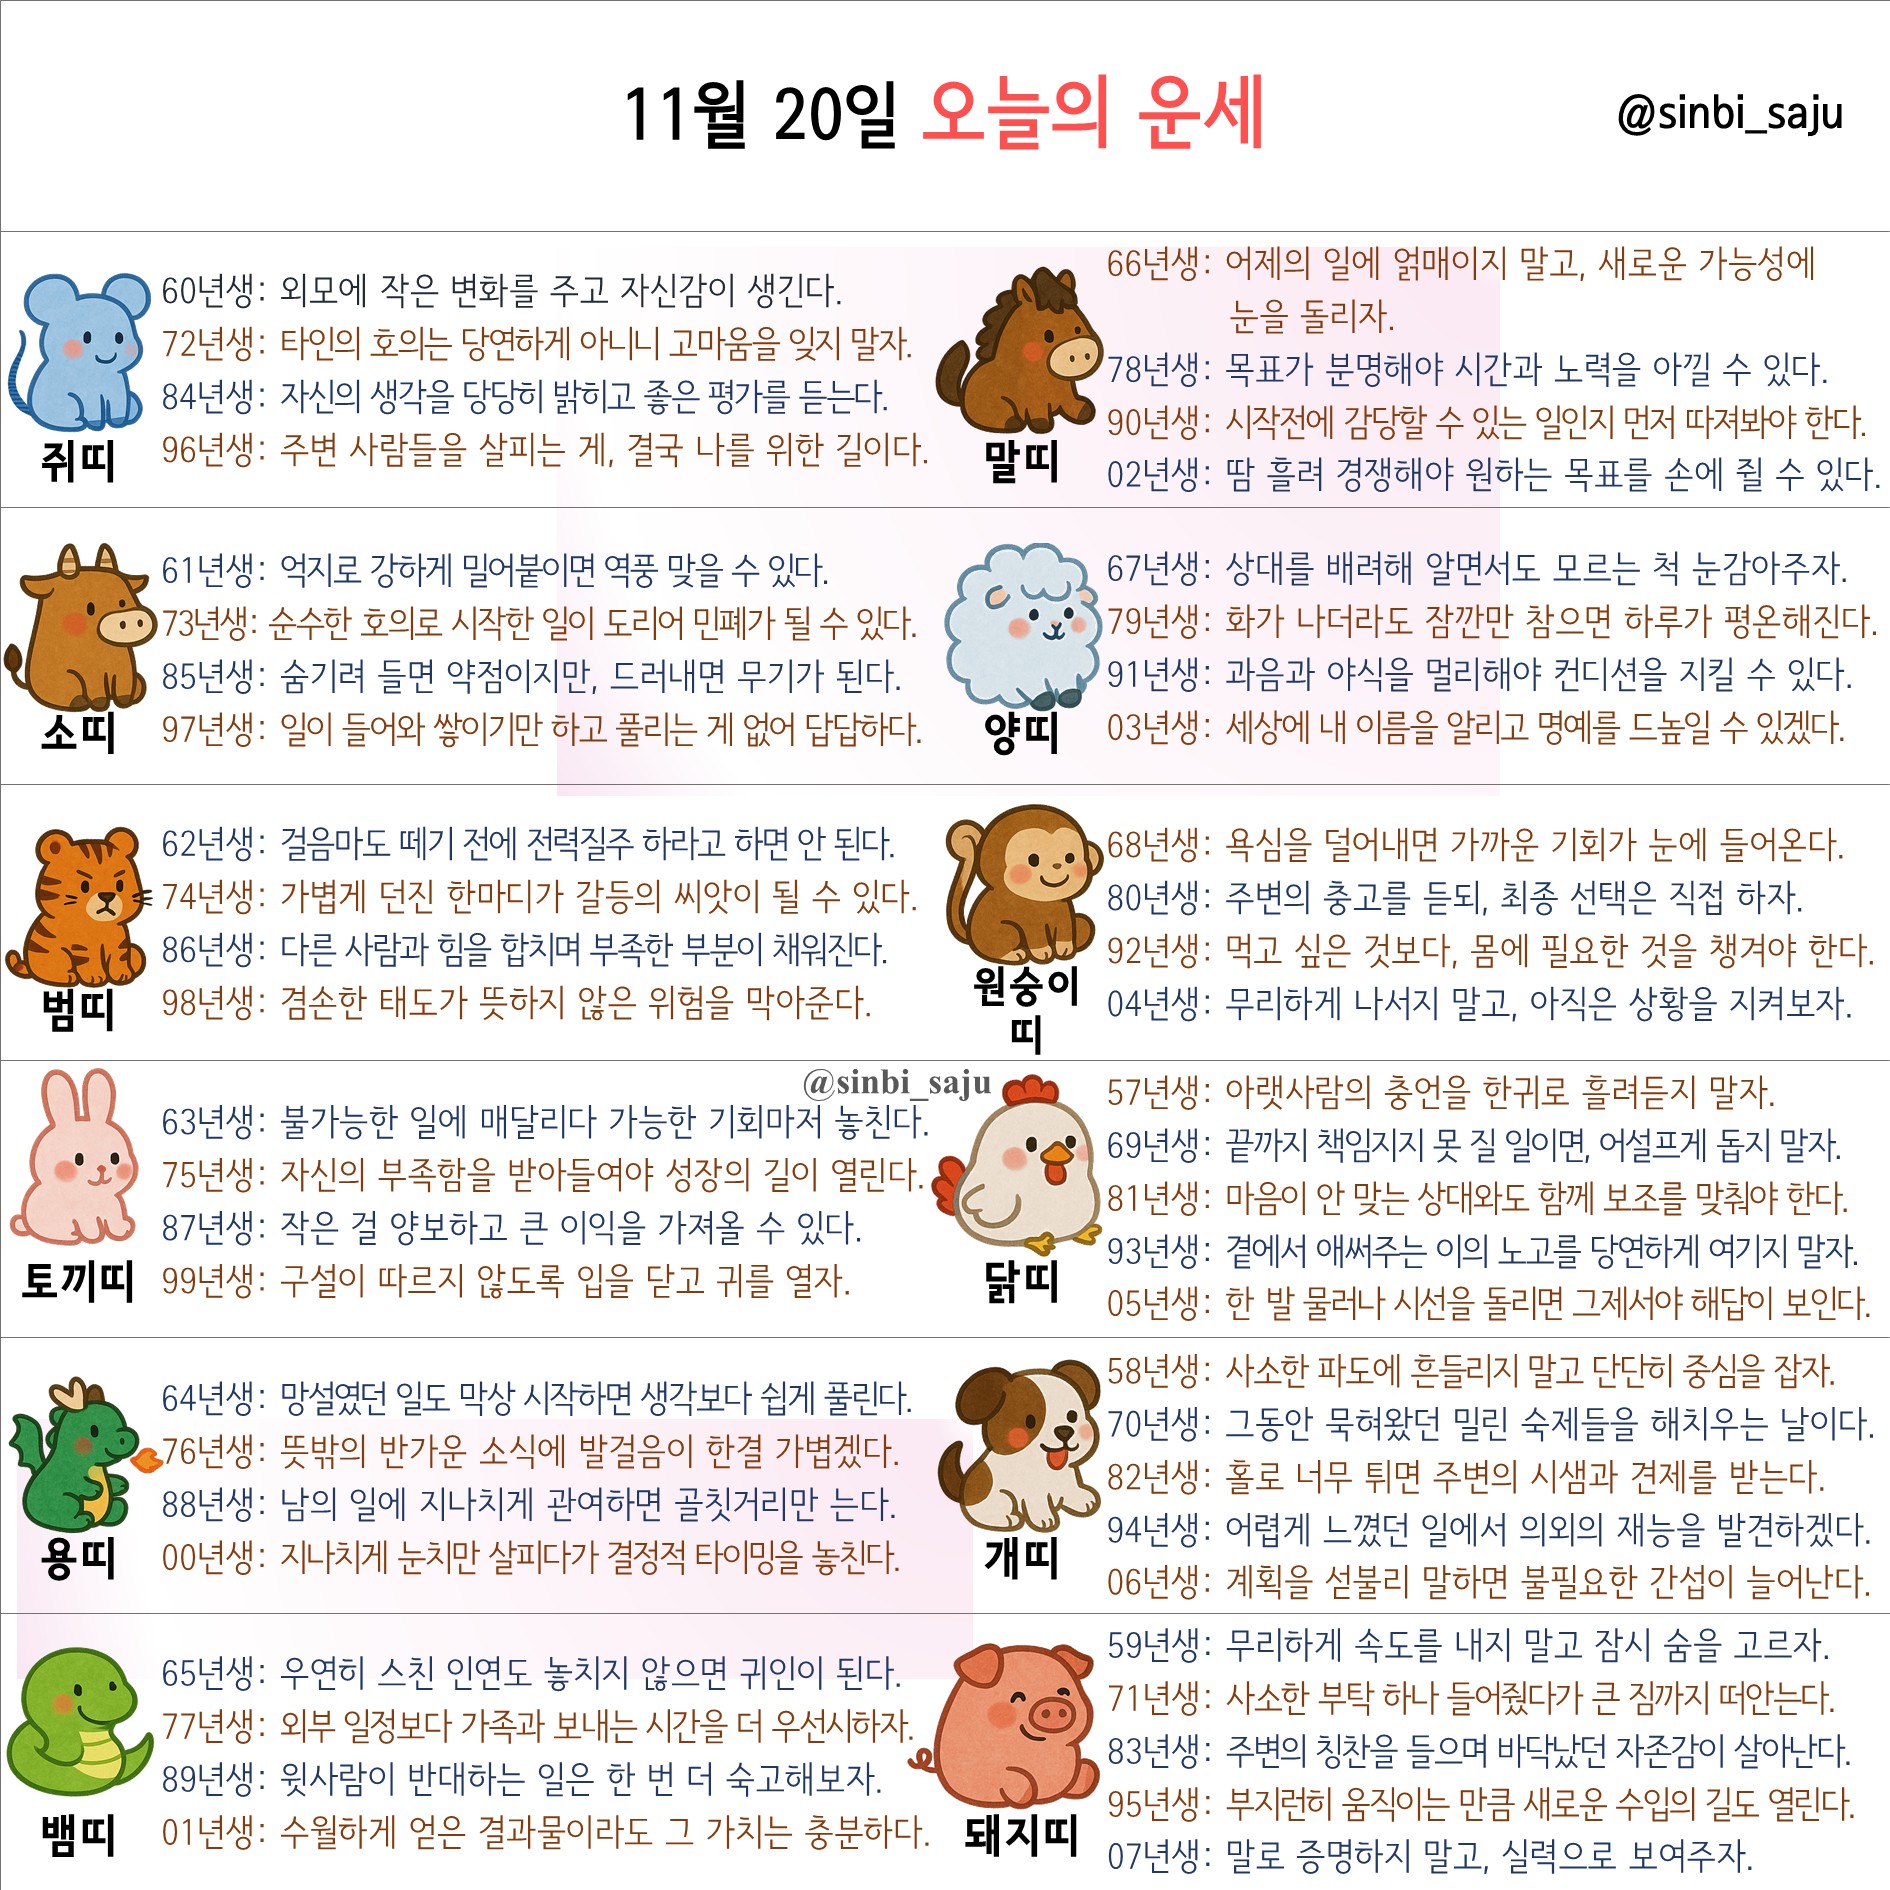 11월 20일 오늘의 운세
@sinbi_saju
60년생: 외모에 작은 변화를 주고 자신감이 생긴다.
72년생: 타인의 호의는 당연하게 아니니 고마움을 잊지 말자.
84년생: 자신의 생각을 당당히 밝히고 좋은 평가를 듣는다.
96년생: 주변 사람들을 살피는 게, 결국 나를 위한 길이다.
쥐띠
66년생: 어제의 일에 얽매이지 말고, 새로운 가능성에
눈을 돌리자.
78년생: 목표가 분명해야 시간과 노력을 아낄 수 있다.
90년생: 시작전에 감당할 수 있는 일인지 먼저 따져봐야 한다.
02년생: 땀 흘려 경쟁해야 원하는 목표를 손에 쥘 수 있다.
말띠
61년생: 억지로 강하게 밀어붙이면 역풍 맞을 수 있다.
73년생: 순수한 호의로 시작한 일이 도리어 민폐가 될 수 있다.
85년생: 숨기려 들면 약점이지만, 드러내면 무기가 된다.
97년생: 일이 들어와 쌓이기만 하고 풀리는 게 없어 답답하다.
소띠
67년생: 상대를 배려해 알면서도 모르는 척 눈감아주자.
79년생: 화가 나더라도 잠깐만 참으면 하루가 평온해진다.
91년생: 과음과 야식을 멀리해야 컨디션을 지킬 수 있다.
03년생: 세상에 내 이름을 알리고 명예를 드높일 수 있겠다.
양띠
62년생: 걸음마도 떼기 전에 전력질주 하라고 하면 안 된다.
74년생: 가볍게 던진 한마디가 갈등의 씨앗이 될 수 있다.
86년생: 다른 사람과 힘을 합치며 부족한 부분이 채워진다.
98년생: 겸손한 태도가 뜻하지 않은 위험을 막아준다.
범띠
68년생: 욕심을 덜어내면 가까운 기회가 눈에 들어온다.
80년생: 주변의 충고를 듣되, 최종 선택은 직접 하자.
92년생: 먹고 싶은 것보다, 몸에 필요한 것을 챙겨야 한다.
04년생: 무리하게 나서지 말고, 아직은 상황을 지켜보자.
원숭이
띠
@sinbi_saju
63년생: 불가능한 일에 매달리다 가능한 기회마저 놓친다.
75년생: 자신의 부족함을 받아들여야 성장의 길이 열린다.
87년생: 작은 걸 양보하고 큰 이익을 가져올 수 있다.
99년생: 구설이 따르지 않도록 입을 닫고 귀를 열자.
토끼띠
57년생: 아랫사람의 충언을 한귀로 흘려듣지 말자.
69년생: 끝까지 책임지지 못 질 일이면, 어설프게 돕지 말자.
81년생: 마음이 안 맞는 상대와도 함께 보조를 맞춰야 한다.
93년생: 곁에서 애써주는 이의 노고를 당연하게 여기지 말자.
05년생: 한 발 물러나 시선을 돌리면 그제서야 해답이 보인다.
닭띠
64년생: 망설였던 일도 막상 시작하면 생각보다 쉽게 풀린다.
76년생: 뜻밖의 반가운 소식에 발걸음이 한결 가볍겠다.
88년생: 남의 일에 지나치게 관여하면 골칫거리만 는다.
00년생: 지나치게 눈치만 살피다가 결정적 타이밍을 놓친다.
용띠
58년생: 사소한 파도에 흔들리지 말고 단단히 중심을 잡자.
70년생: 그동안 묵혀왔던 밀린 숙제들을 해치우는 날이다.
82년생: 홀로 너무 튀면 주변의 시샘과 견제를 받는다.
94년생: 어렵게 느꼈던 일에서 의외의 재능을 발견하겠다.
06년생: 계획을 섣불리 말하면 불필요한 간섭이 늘어난다.
개띠
65년생: 우연히 스친 인연도 놓치지 않으면 귀인이 된다.
77년생: 외부 일정보다 가족과 보내는 시간을 더 우선시하자.
89년생: 윗사람이 반대하는 일은 한 번 더 숙고해보자.
01년생: 수월하게 얻은 결과물이라도 그 가치는 충분하다.
뱀띠
59년생: 무리하게 속도를 내지 말고 잠시 숨을 고르자.
71년생: 사소한 부탁 하나 들어줬다가 큰 짐까지 떠안는다.
83년생: 주변의 칭찬을 들으며 바닥났던 자존감이 살아난다.
95년생: 부지런히 움직이는 만큼 새로운 수입의 길도 열린다.
07년생: 말로 증명하지 말고, 실력으로 보여주자.
돼지띠